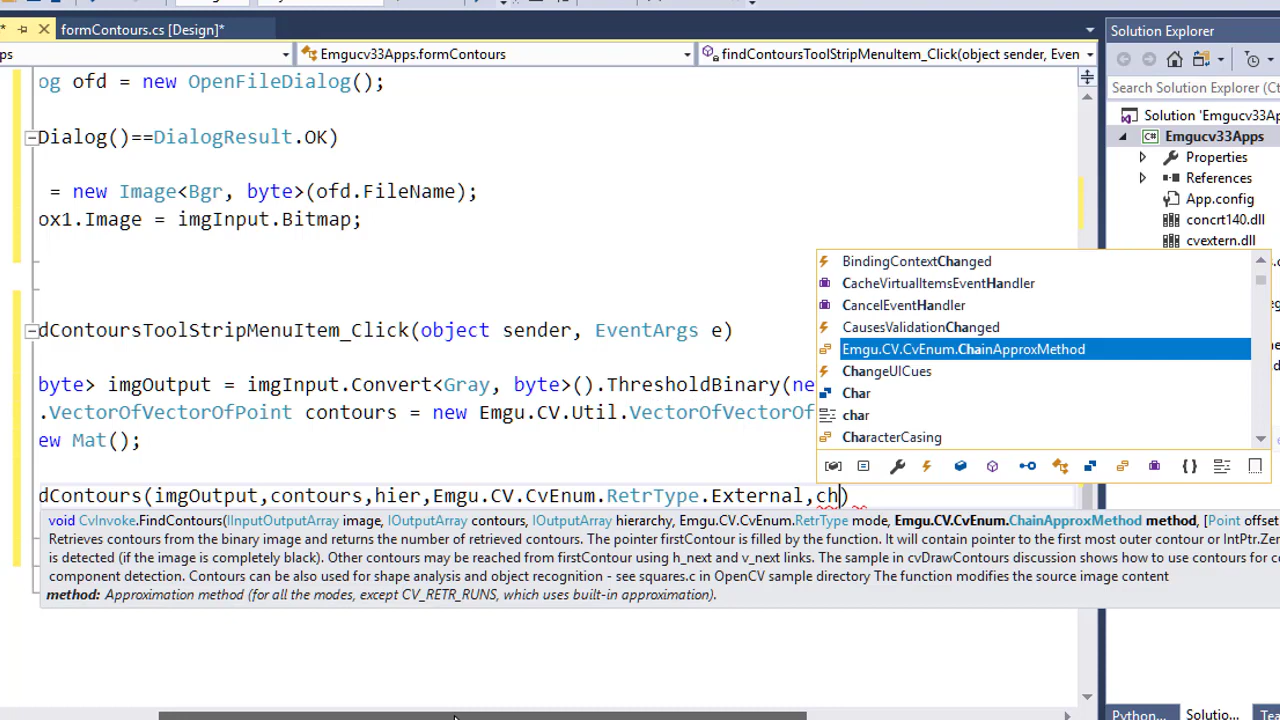 formContours.cs [Design]*
Solution Explorer
Emgucv33Apps.formContours
findContoursToolStripMenuItem_Click(object sender, Even
og ofd = new OpenFileDialog();
Search Solution Explorer (Ct
Solution 'Emgucv33Ap
Dialog()==DialogResult.OK)
Emgucv33Apps
Properties
= new Image<Bgr, byte>(ofd.FileName);
References
App.config
ox1.Image = imgInput.Bitmap;
concrt140.dll
cvextern.dll
BindingContextChanged
CacheVirtualItemsEventHandler
CancelEventHandler
CausesValidationChanged
Emgu.CV.CvEnum.ChainApproxMethod
ChangeUICues
Char
char
CharacterCasing
dContoursToolStripMenuItem_Click(object sender, EventArgs e)
byte> imgOutput = imgInput.Convert<Gray, byte>().ThresholdBinary(ne
.VectorOfVectorOfPoint contours = new Emgu.CV.Util.VectorOfVectorOf
ew Mat();
dContours(imgOutput,contours,hier,Emgu.CV.CvEnum.RetrType.External,ch)
void CvInvoke.FindContours(IInputOutputArray image, IOutputArray contours, IOutputArray hierarchy, Emgu.CV.CvEnum.RetrType mode, Emgu.CV.CvEnum.ChainApproxMethod method, [Point offset
Retrieves contours from the binary image and returns the number of retrieved contours. The pointer firstContour is filled by the function. It will contain pointer to the first most outer contour or IntPtr.Zer
is detected (if the image is completely black). Other contours may be reached from firstContour using h_next and v_next links. The sample in cvDrawContours discussion shows how to use contours for co
component detection. Contours can be also used for shape analysis and object recognition - see squares.c in OpenCV sample directory The function modifies the source image content
method: Approximation method (for all the modes, except CV_RETR_RUNS, which uses built-in approximation).
Python...
Solutio...
Tea